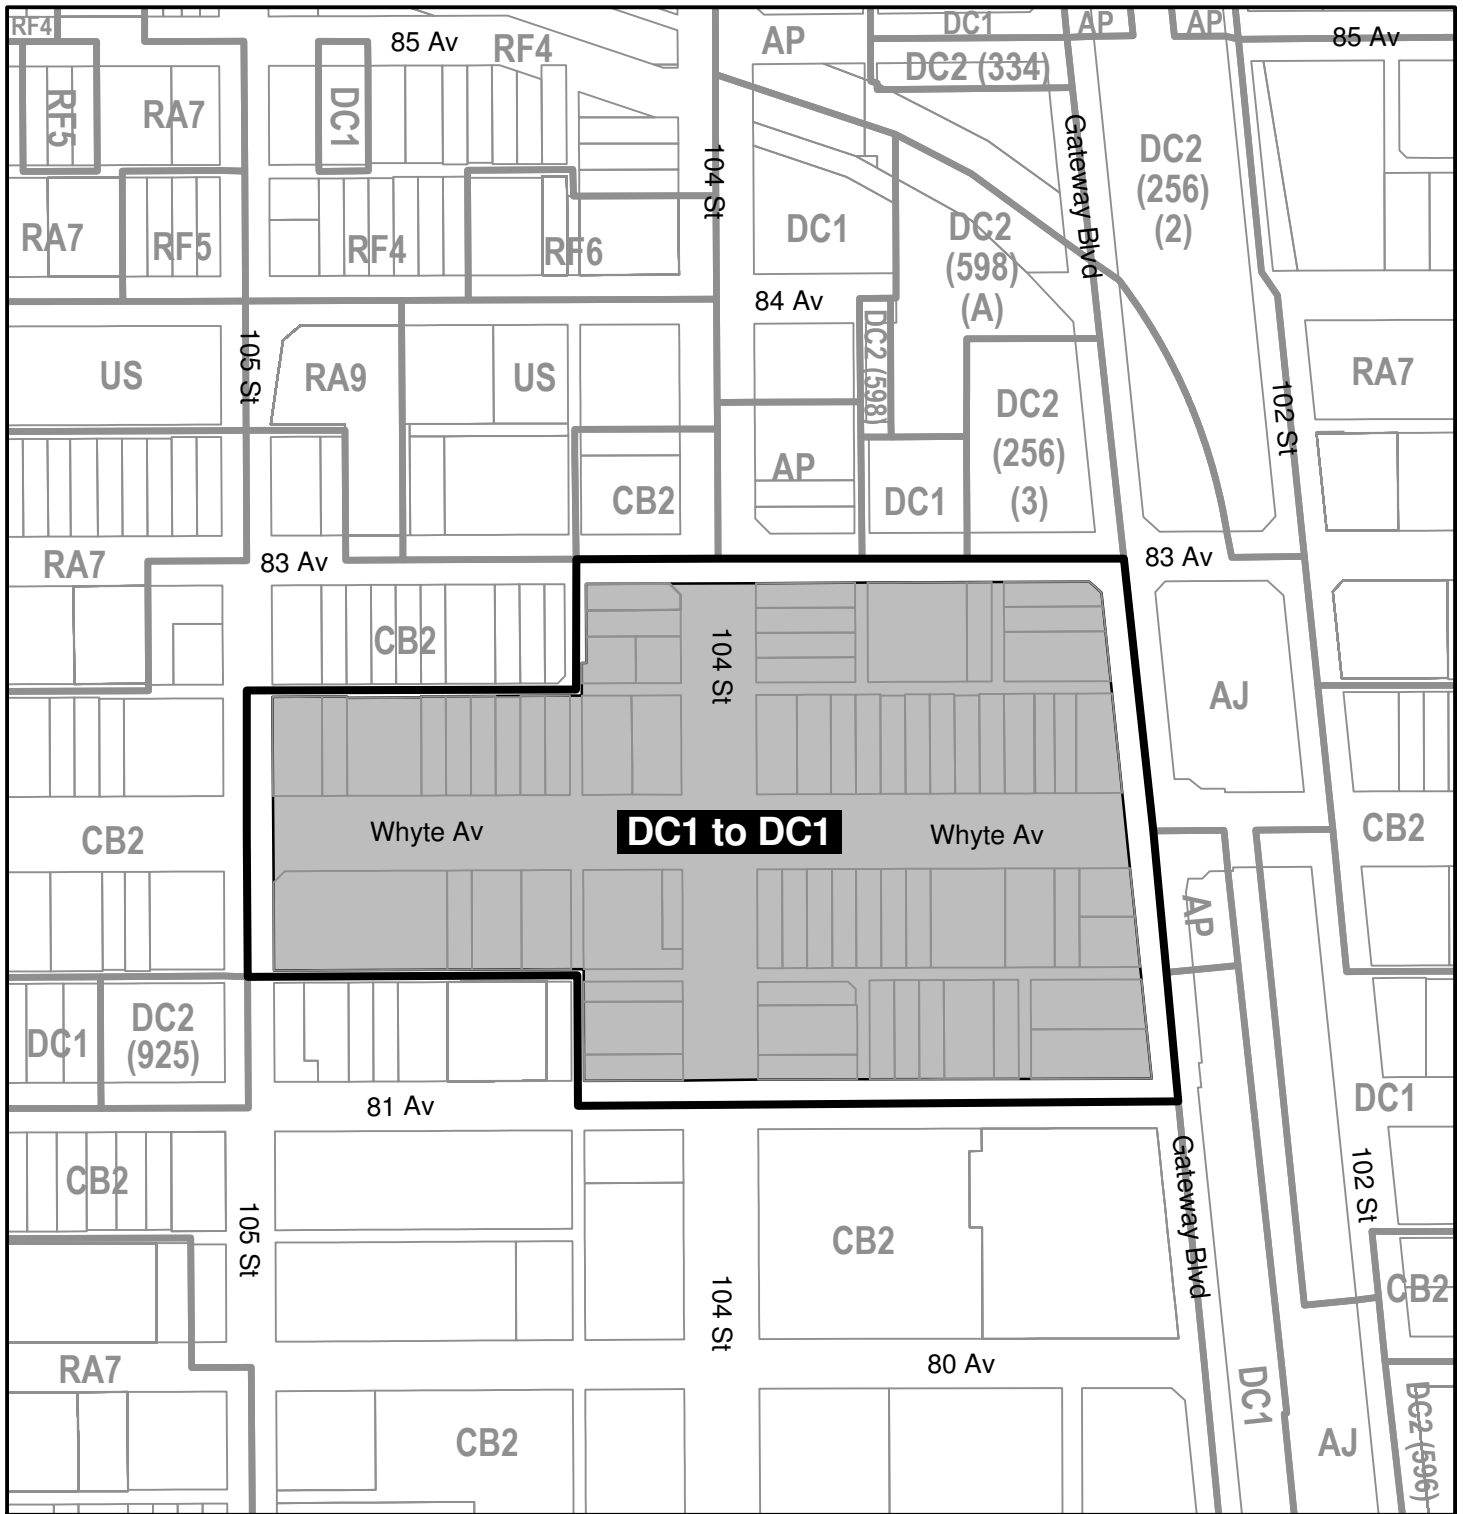 RF4
85 Av
RF4
AP
DC1
AP
AP
85 Av
DC2 (334)
RF5
RA7
DC1
104 St
Gateway Blvd
DC2
(256)
(2)
RA7
RF5
RF4
RF6
DC1
DC2
(598)
(A)
84 Av
US
105 St
RA9
US
DC2 (598)
DC2
(256)
(3)
102 St
RA7
AP
CB2
DC1
RA7
83 Av
83 Av
CB2
104 St
AJ
CB2
Whyte Av
DC1 to DC1
Whyte Av
CB2
AP
DC1
DC2
(925)
81 Av
DC1
CB2
105 St
104 St
CB2
Gateway Blvd
102 St
CB2
RA7
80 Av
CB2
DC1
AJ
DC2 (596)